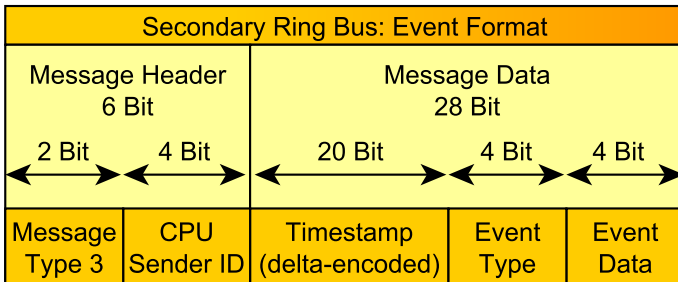 Secondary Ring Bus: Event Format
Message Header
6 Bit
Message Data
28 Bit
2 Bit
4 Bit
20 Bit
4 Bit
4 Bit
Message
Type 3
CPU
Sender ID
Timestamp
(delta-encoded)
Event
Type
Event
Data